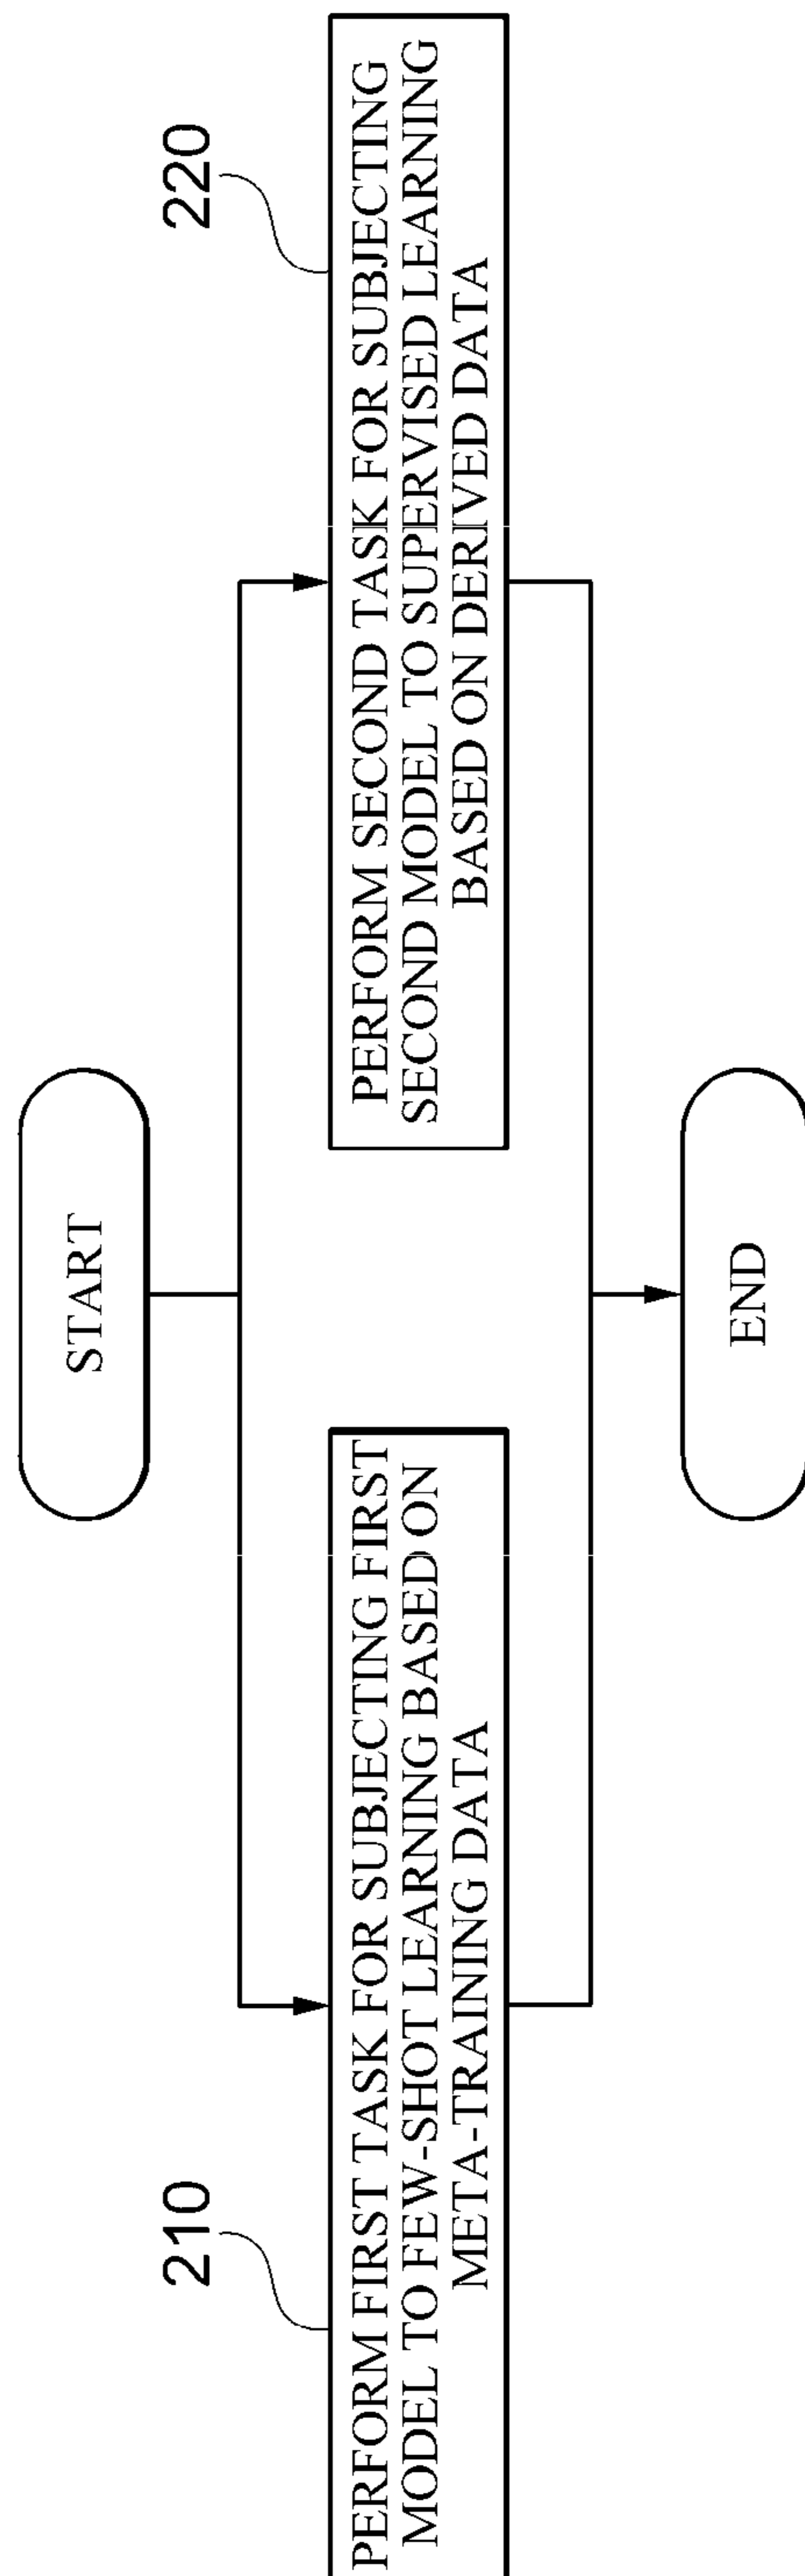 START
210
PERFORM FIRST TASK FOR SUBJECTING FIRST
MODEL TO FEW-SHOT LEARNING BASED ON
META-TRAINING DATA
220
PERFORM SECOND TASK FOR SUBJECTING
SECOND MODEL TO SUPERVISED LEARNING
BASED ON DERIVED DATA
END